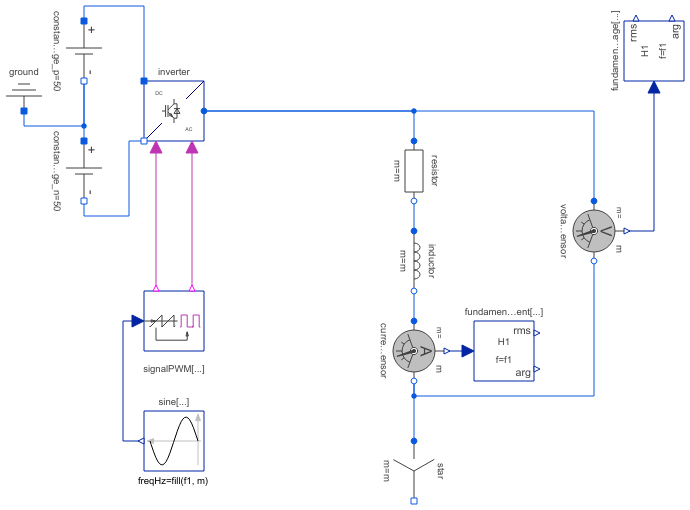 constan...ge_p=50
+
-
ground
constan...ge_n=50
+
-
inverter
DC
AC
fundamen...age[...]
rms
arg
H1
f=f1
resistor
m=m
volta...ensor
m=
V
m
inductor
m=m
fundamen...ent[...]
rms
H1
f=f1
arg
curre...ensor
m=
A
m
signalPWM[...]
sine[...]
freqHz=fill(f1, m)
star
m=m